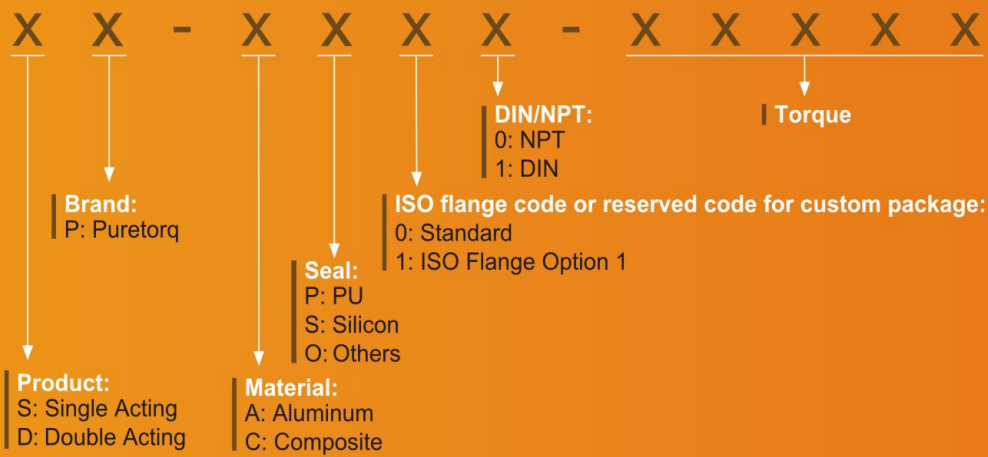 X X - X X X X - X X X X X
DIN/NPT:
0: NPT
1: DIN
Torque
Brand:
P: Puretorq
ISO flange code or reserved code for custom package:
0: Standard
1: ISO Flange Option 1
Seal:
P: PU
S: Silicon
O: Others
Product:
S: Single Acting
D: Double Acting
Material:
A: Aluminum
C: Composite